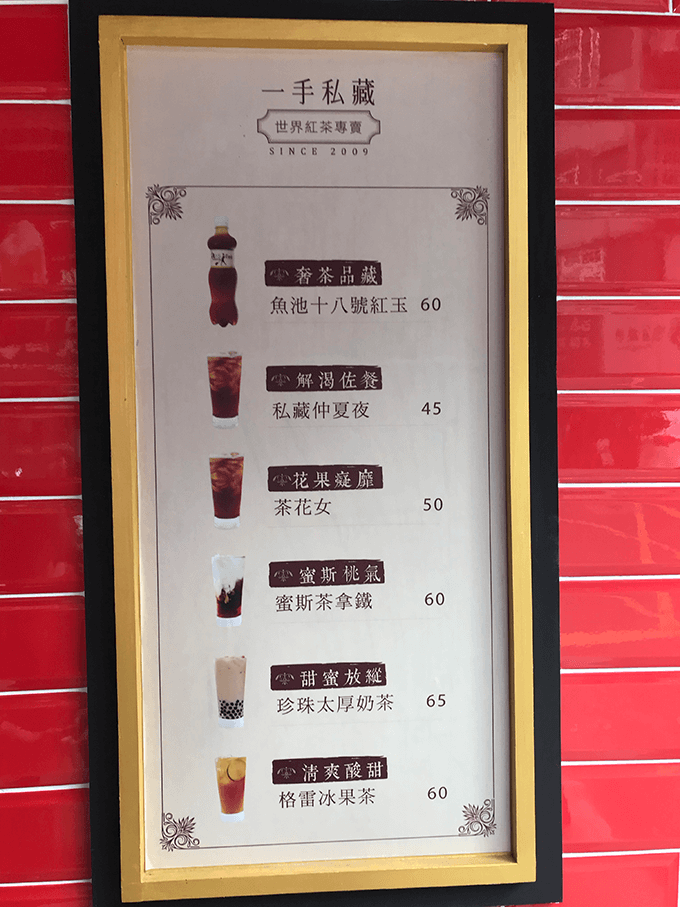 一手私藏
世界紅茶專賣
SINCE 2009
奢茶品藏
魚池十八號紅玉 60
解渴佐餐
私藏仲夏夜 45
花果癡靡
茶花女 50
蜜斯桃氣
蜜斯茶拿鐵 60
甜蜜放縱
珍珠太厚奶茶 65
清爽酸甜
格雷冰果茶 60